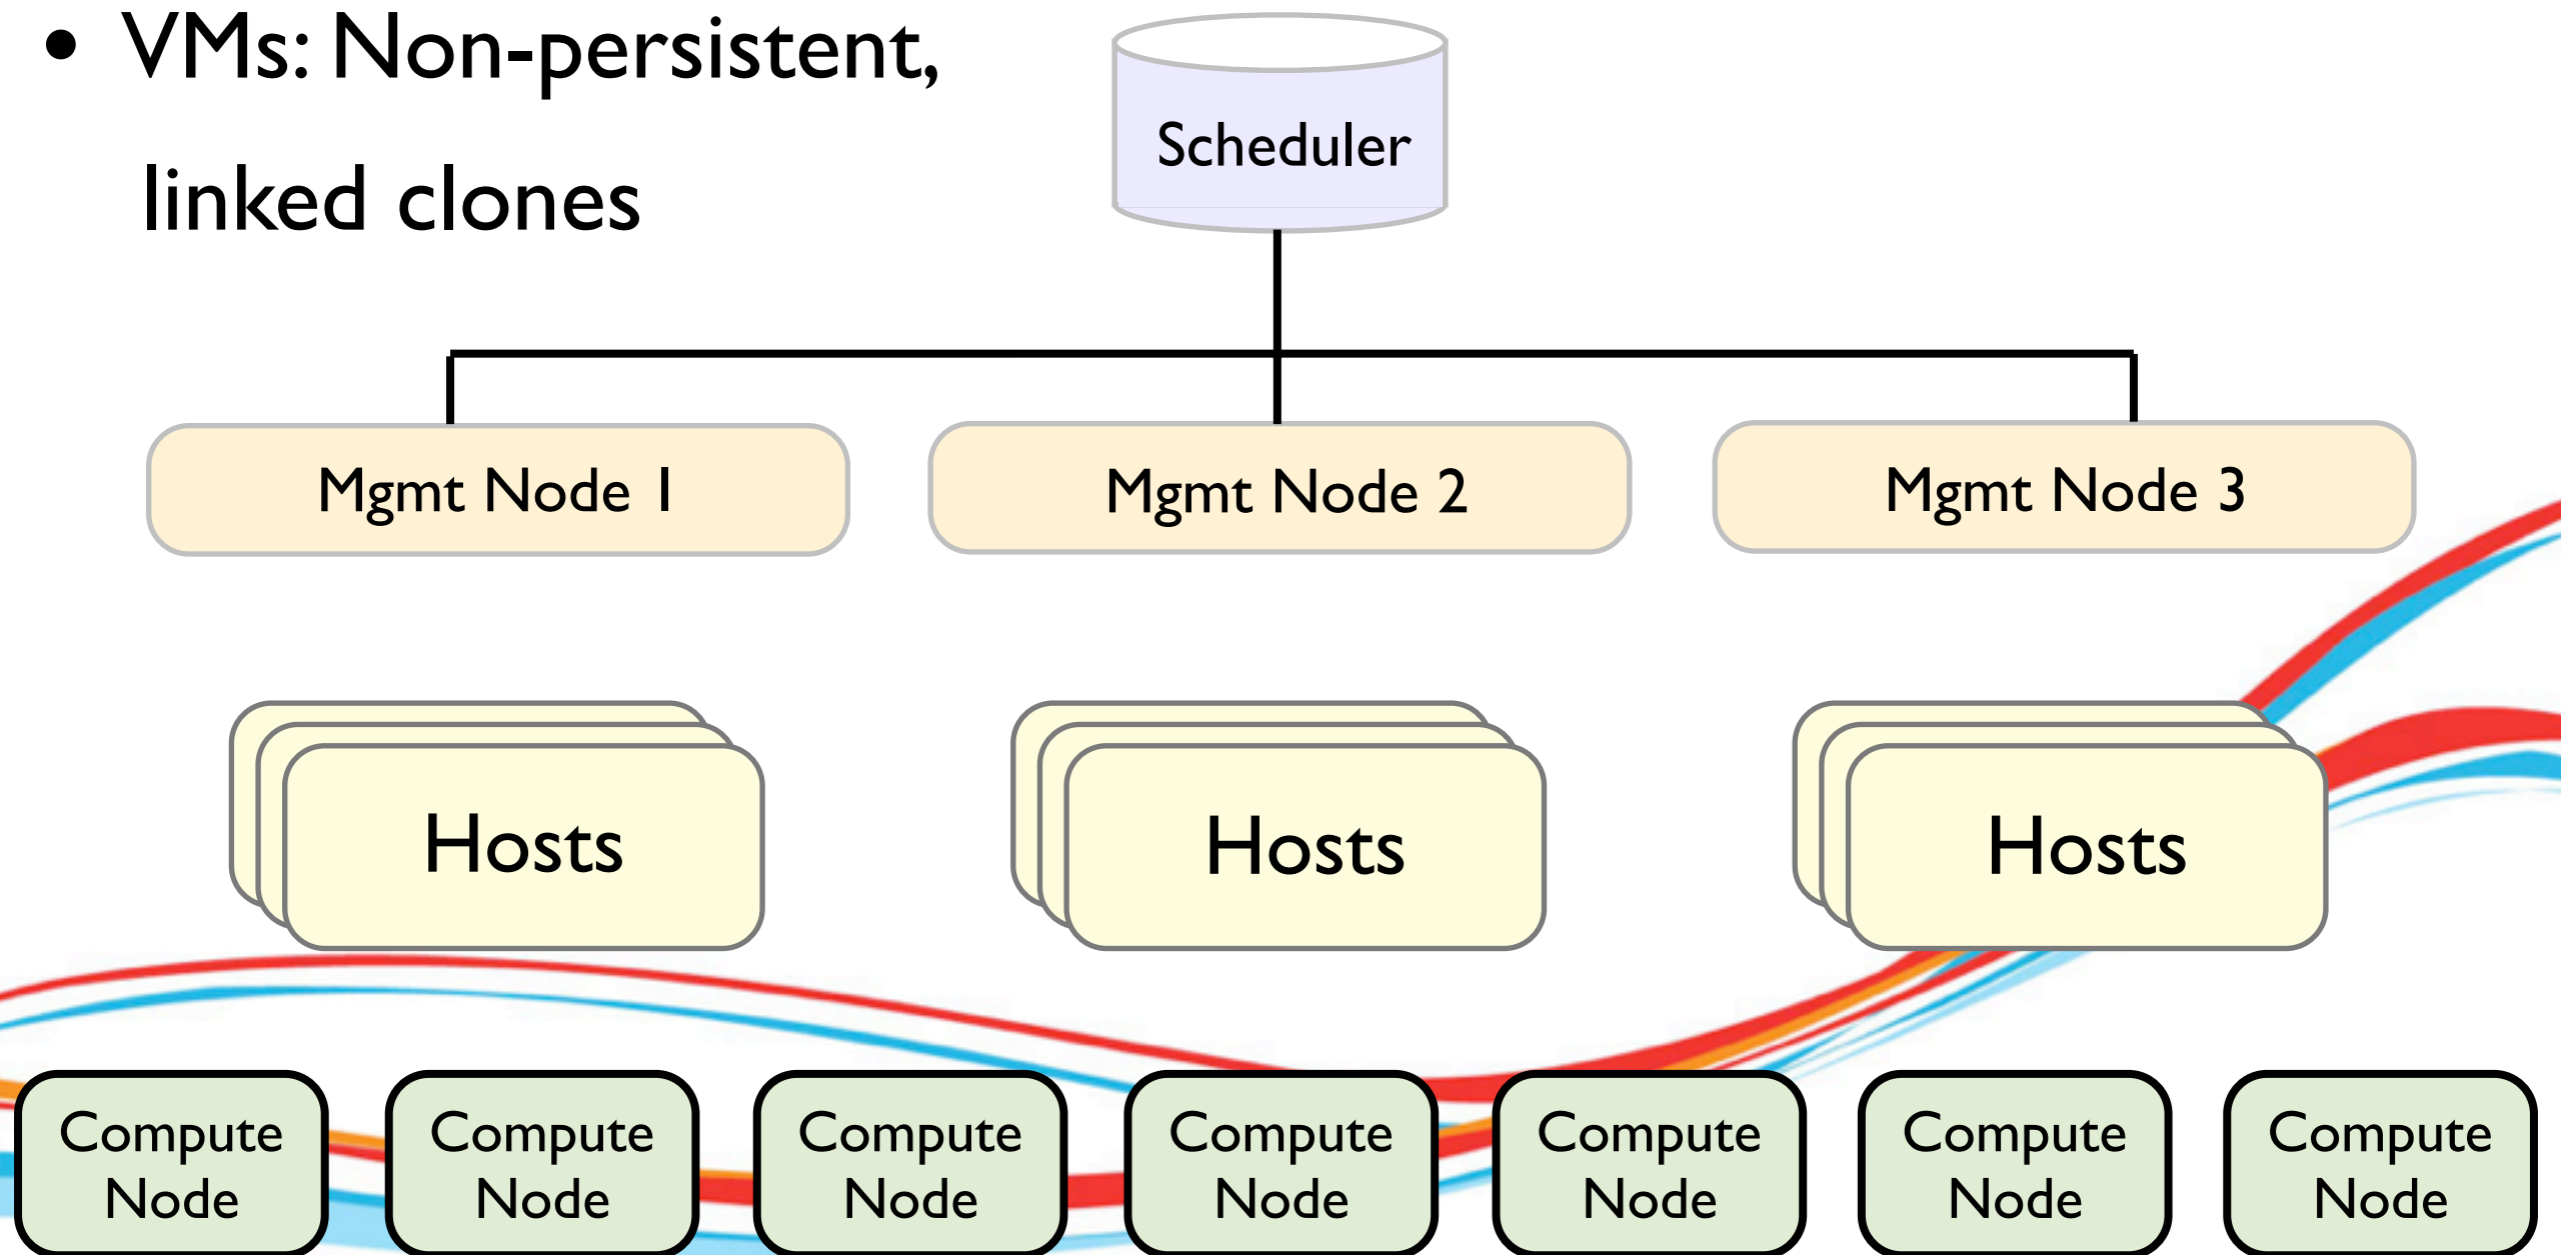 • VMs: Non-persistent,
linked clones
Scheduler
Mgmt Node 1
Mgmt Node 2
Mgmt Node 3
Hosts
Hosts
Hosts
Compute
Node
Compute
Node
Compute
Node
Compute
Node
Compute
Node
Compute
Node
Compute
Node